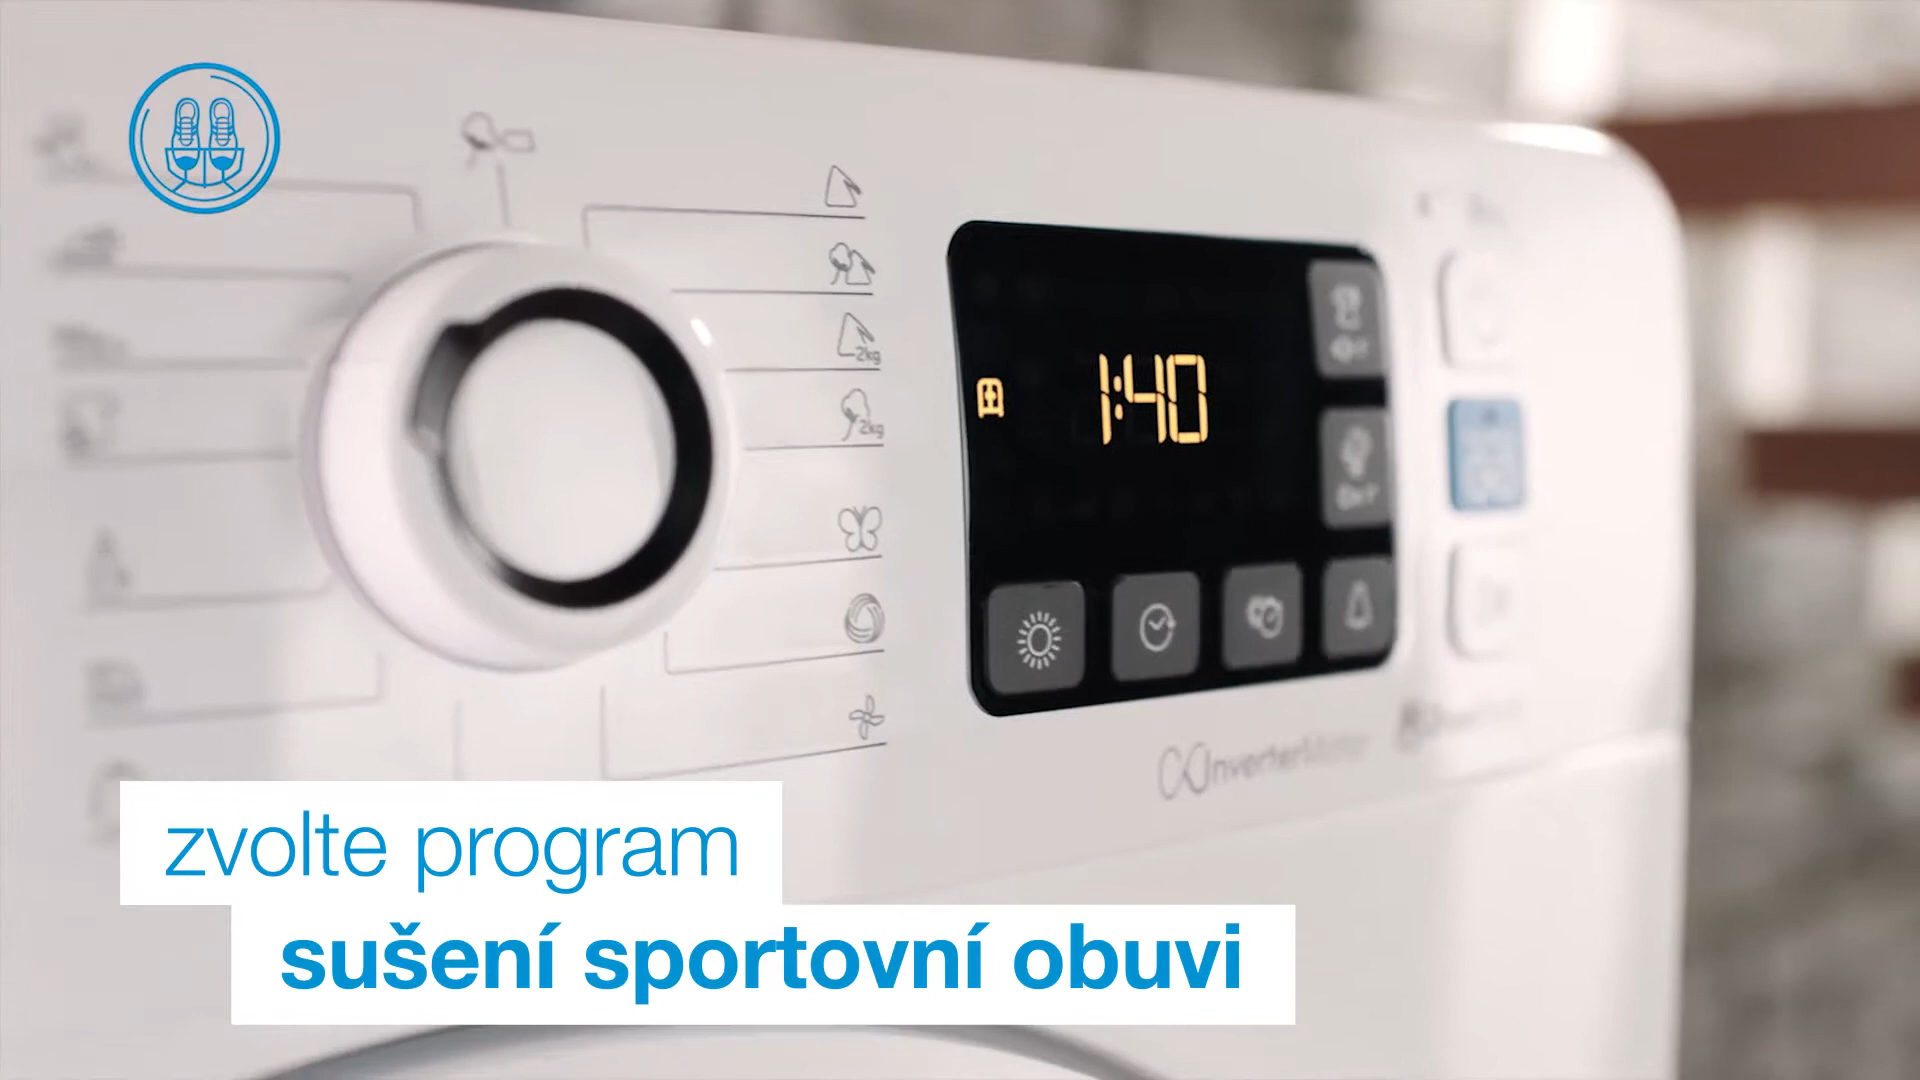 2kg
1:40
2kg
InverterMotor
zvolte program
sušení sportovní obuvi